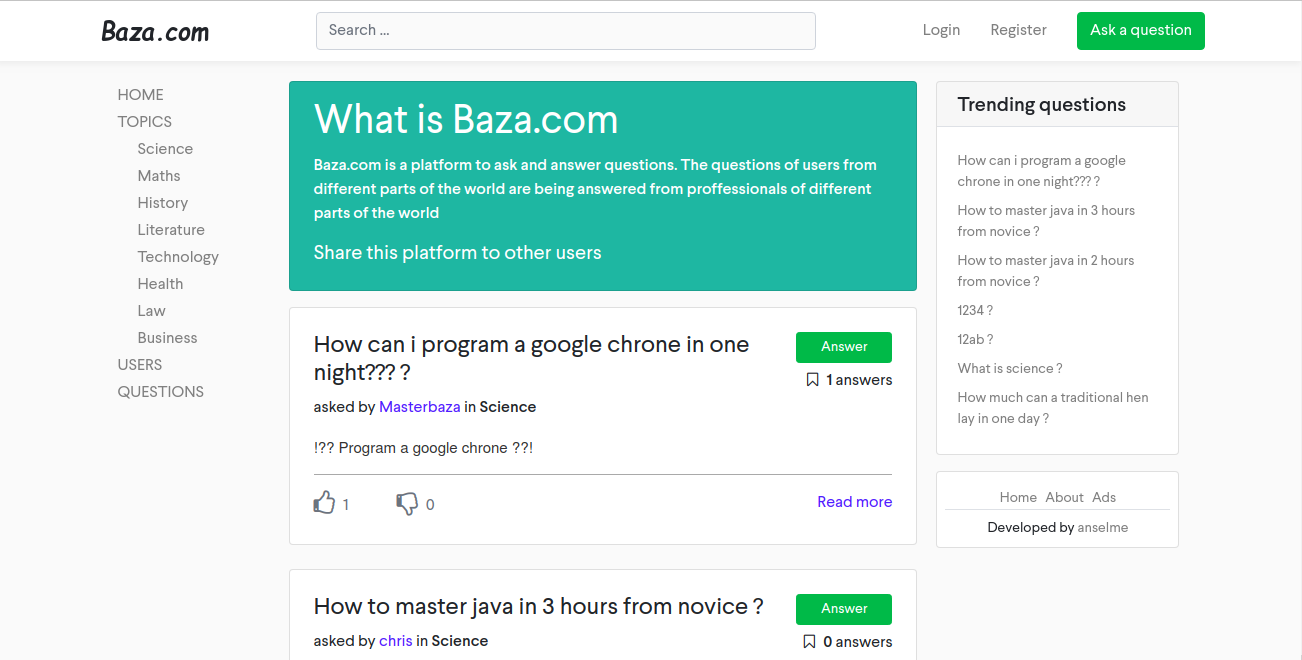 Baza.com
Search ...
Login
Register
Ask a question
HOME
TOPICS
Science
Maths
History
Literature
Technology
Health
Law
Business
USERS
QUESTIONS
What is Baza.com
Baza.com is a platform to ask and answer questions. The questions of users from
different parts of the world are being answered from proffessionals of different
parts of the world
Share this platform to other users
How can i program a google chrone in one
night??? ?
Answer
1 answers
asked by Masterbaza in Science
!?? Program a google chrone ??!
1
0
Read more
How to master java in 3 hours from novice ?
Answer
0 answers
asked by chris in Science
Trending questions
How can i program a google
chrone in one night??? ?
How to master java in 3 hours
from novice ?
How to master java in 2 hours
from novice ?
1234 ?
12ab ?
What is science ?
How much can a traditional hen
lay in one day ?
Home About Ads
Developed by anselme